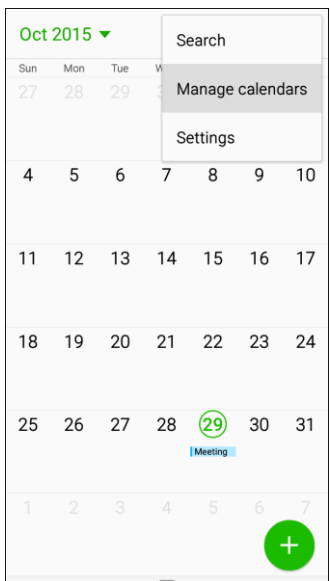 Oct 2015
Search
Manage calendars
Settings
Sun Mon Tue
27 28 29
4 5 6 7 8 9 10
11 12 13 14 15 16 17
18 19 20 21 22 23 24
25 26 27 28 29 30 31
Meeting
1 2 3 4 5 6 7
+